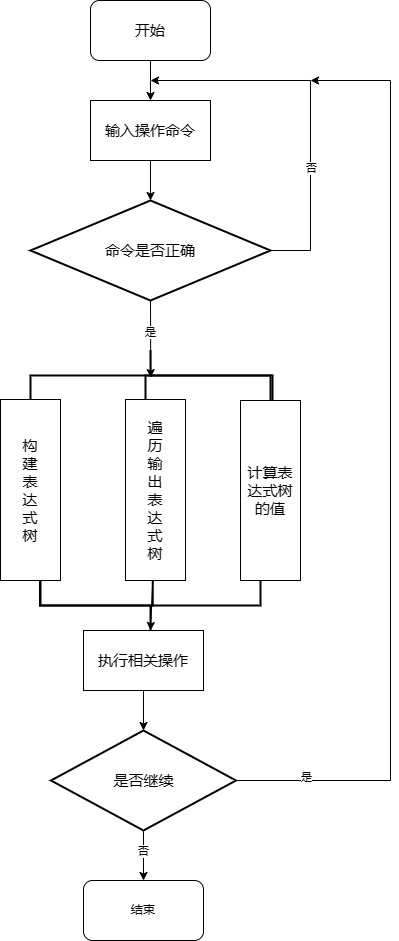 开始
输入操作命令
否
命令是否正确
是
构建表达式树
遍历输出表达式树
计算表
达式树
的值
执行相关操作
是否继续
是
否
结束